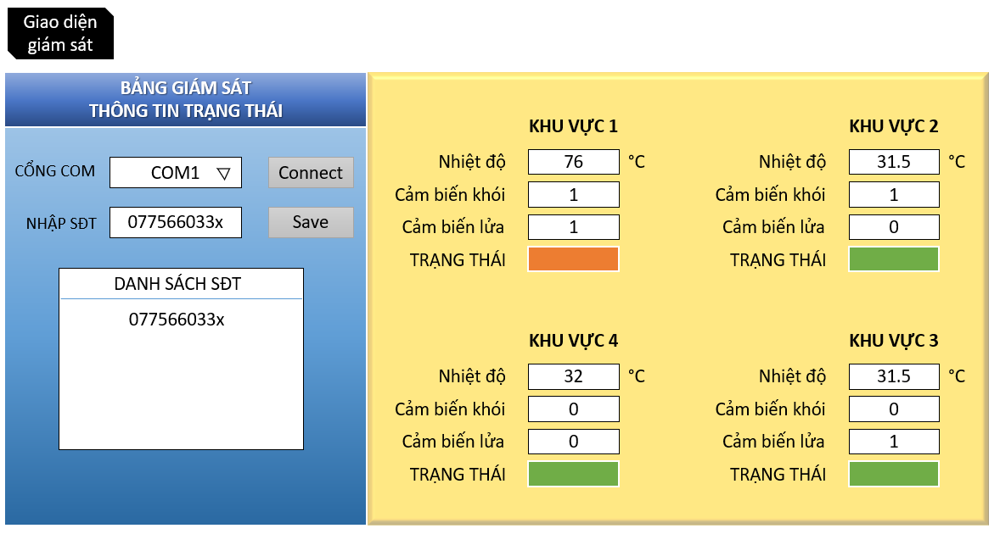 Giao diện
giám sát
BẢNG GIÁM SÁT
THÔNG TIN TRẠNG THÁI
CỔNG COM COM1 Connect
NHẬP SĐT 077566033x Save
DANH SÁCH SĐT
077566033x
KHU VỰC 1
Nhiệt độ 76 °C
Cảm biến khói 1
Cảm biến lửa 1
TRẠNG THÁI
KHU VỰC 2
Nhiệt độ 31.5 °C
Cảm biến khói 1
Cảm biến lửa 0
TRẠNG THÁI
KHU VỰC 4
Nhiệt độ 32 °C
Cảm biến khói 0
Cảm biến lửa 0
TRẠNG THÁI
KHU VỰC 3
Nhiệt độ 31.5 °C
Cảm biến khói 0
Cảm biến lửa 1
TRẠNG THÁI